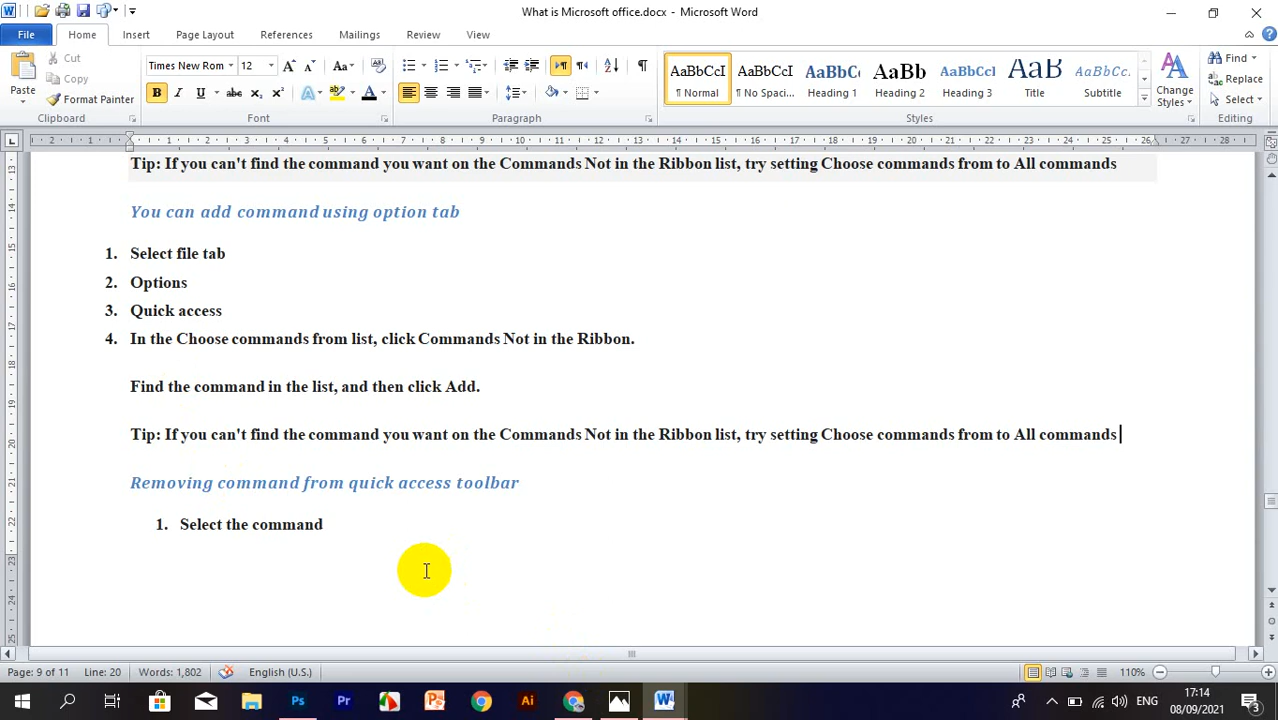 What is Microsoft office.docx - Microsoft Word
File Home Insert Page Layout References Mailings Review View
Paste
Cut
Copy
Format Painter
Clipboard
Times New Rom 12
Font
Paragraph
AaBbCcI AaBbCcI AaBbCc AaBb AaBbCcI AaB AaBbCcI
¶ Normal ¶ No Spaci... Heading 1 Heading 2 Heading 3 Title Subtitle
Change Styles
Styles
Find
Replace
Select
Editing
Tip: If you can't find the command you want on the Commands Not in the Ribbon list, try setting Choose commands from to All commands
You can add command using option tab
1. Select file tab
2. Options
3. Quick access
4. In the Choose commands from list, click Commands Not in the Ribbon.
Find the command in the list, and then click Add.
Tip: If you can't find the command you want on the Commands Not in the Ribbon list, try setting Choose commands from to All commands
Removing command from quick access toolbar
1. Select the command
Page: 9 of 11 Line: 20 Words: 1,802 English (U.S.) 110%
ENG 17:14
08/09/2021